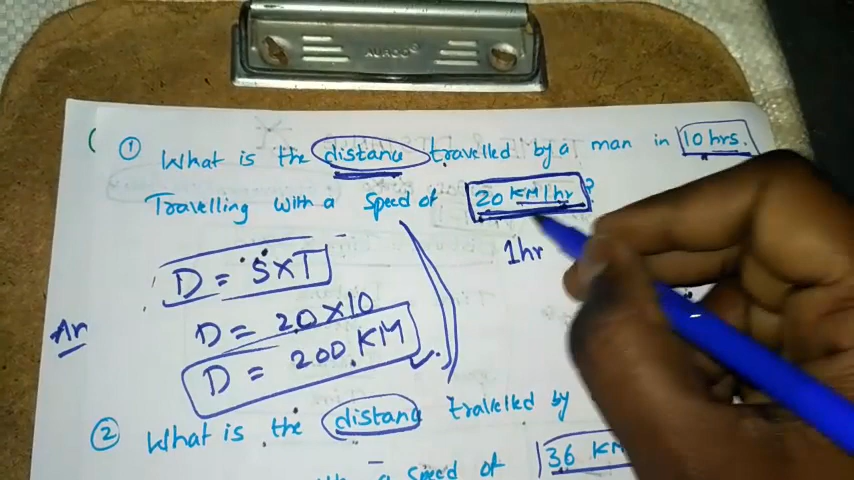 AUROO
① What is the distance travelled by a man in 10 hrs.
Travelling with a speed of 20 KM/hr?
1hr
D = S×T
Ar
D = 20×10
D = 200 KM
② What is the distance travelled by
a speed of 36 KM